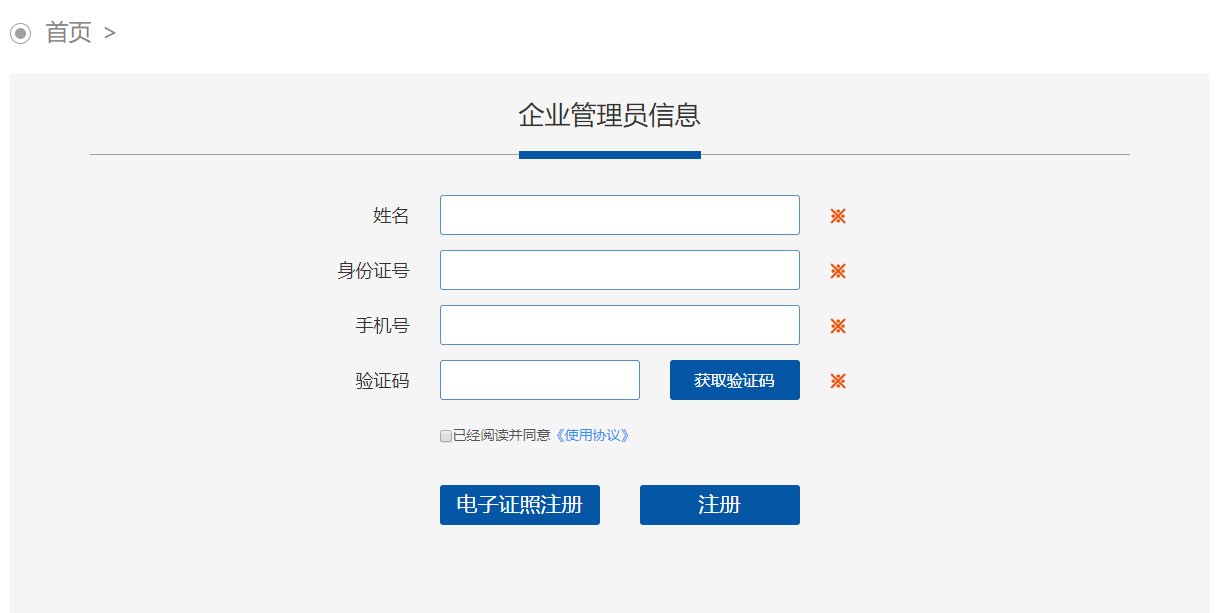 首页 >
企业管理员信息
姓名 ※
身份证号 ※
手机号 ※
验证码 获取验证码 ※
已经阅读并同意《使用协议》
电子证照注册 注册